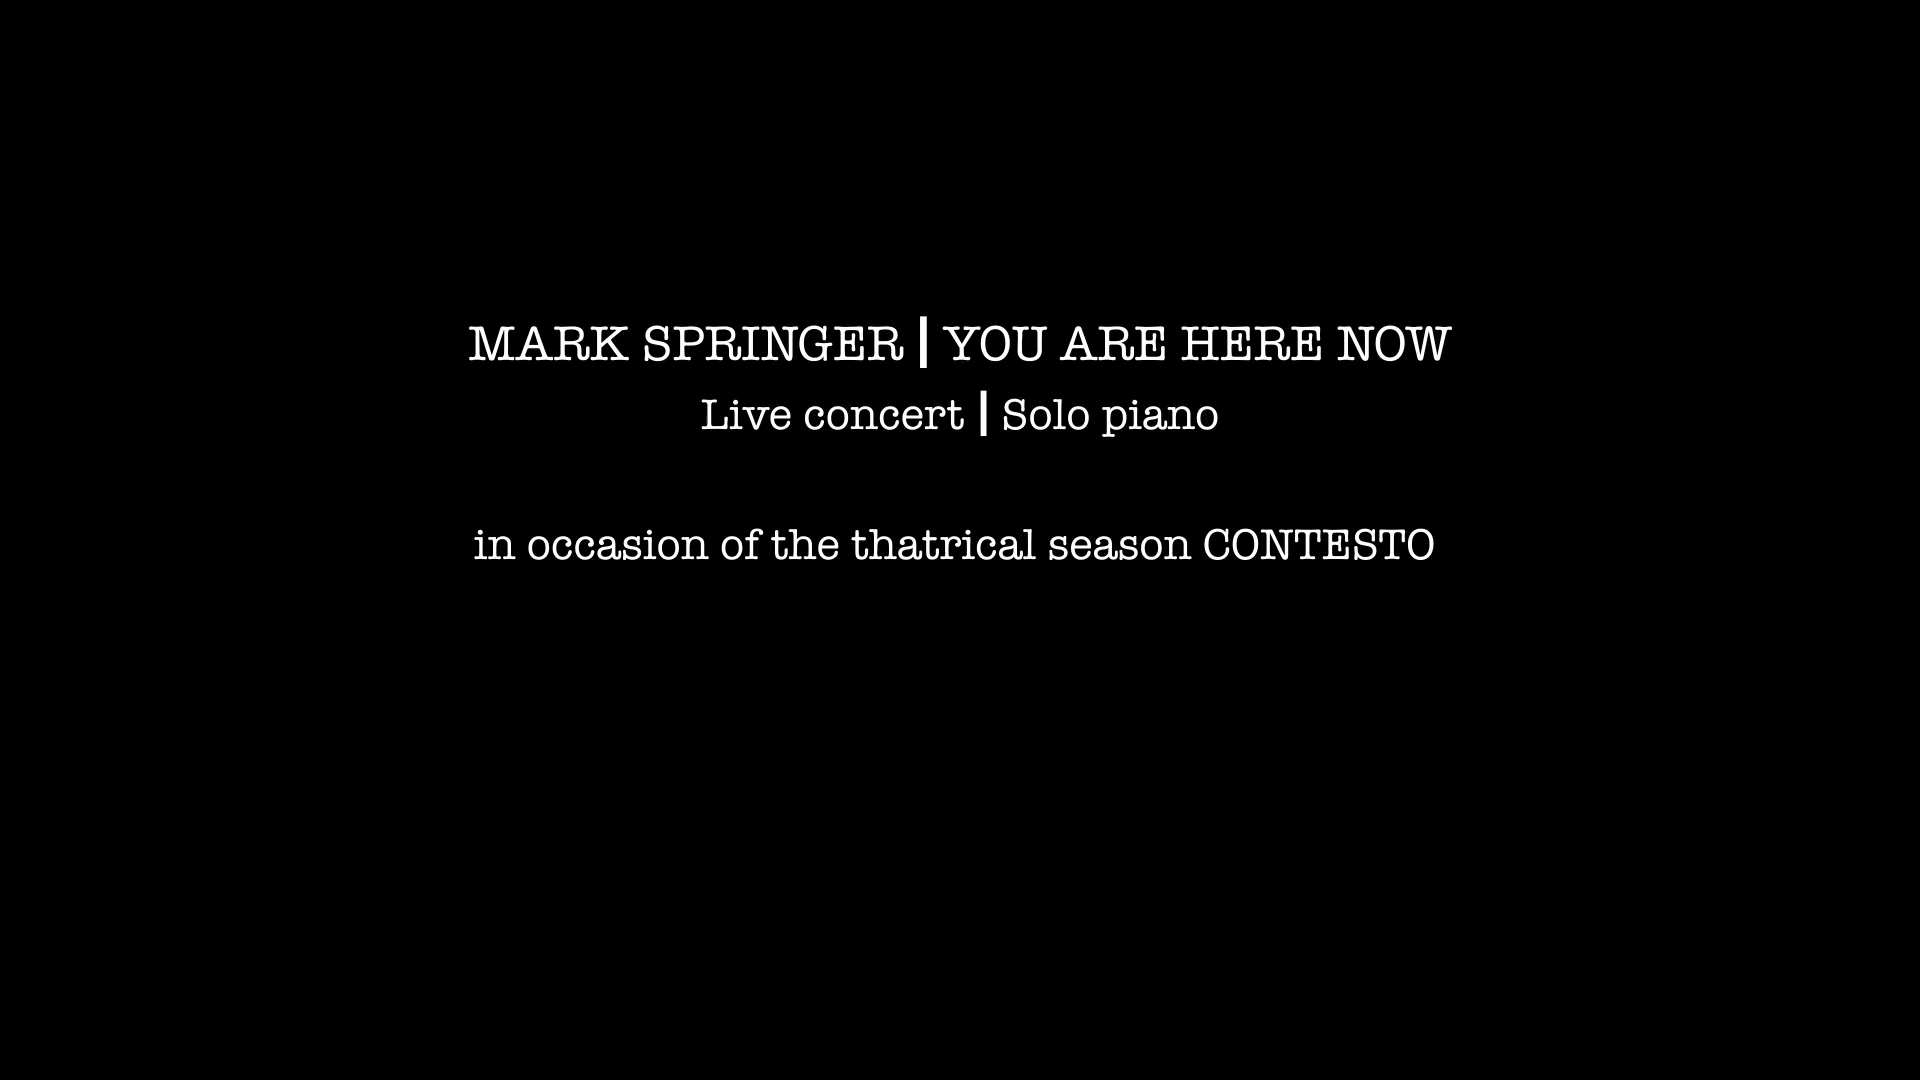 MARK SPRINGER | YOU ARE HERE NOW
Live concert | Solo piano
in occasion of the thatrical season CONTESTO